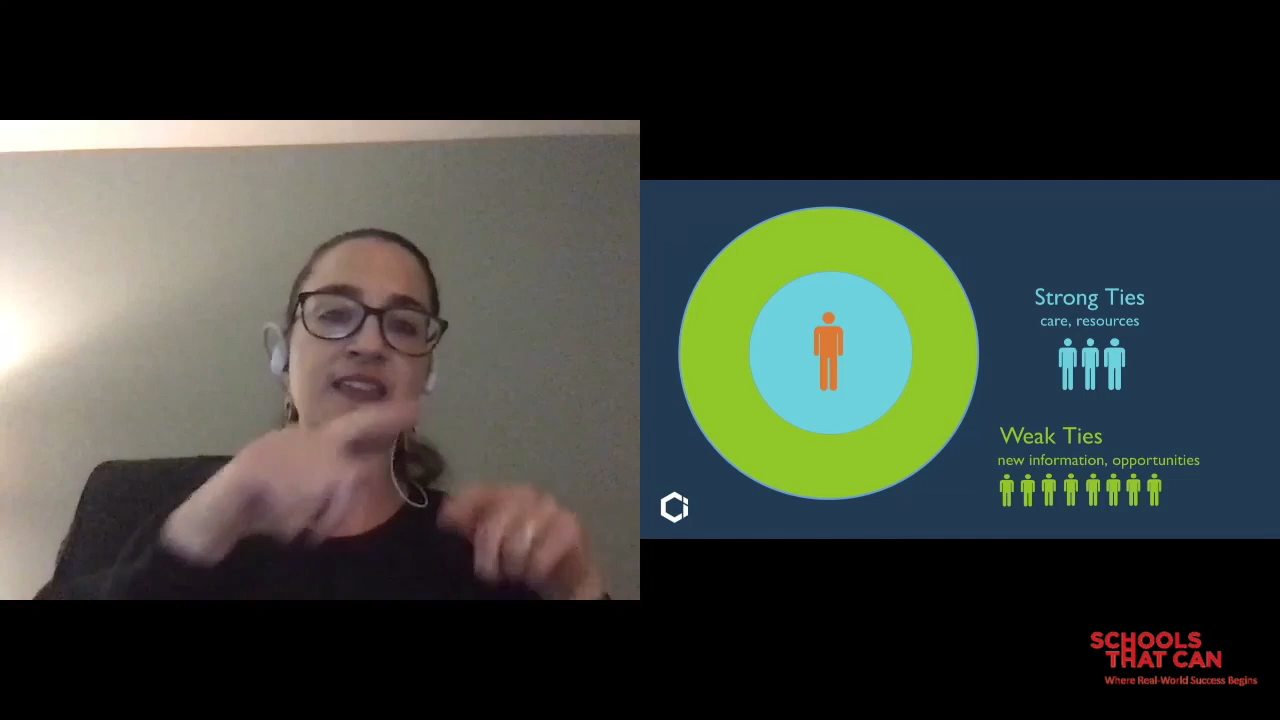 Strong Ties
care, resources
Weak Ties
new information, opportunities
SCHOOLS
THAT CAN
Where Real-World Success Begins